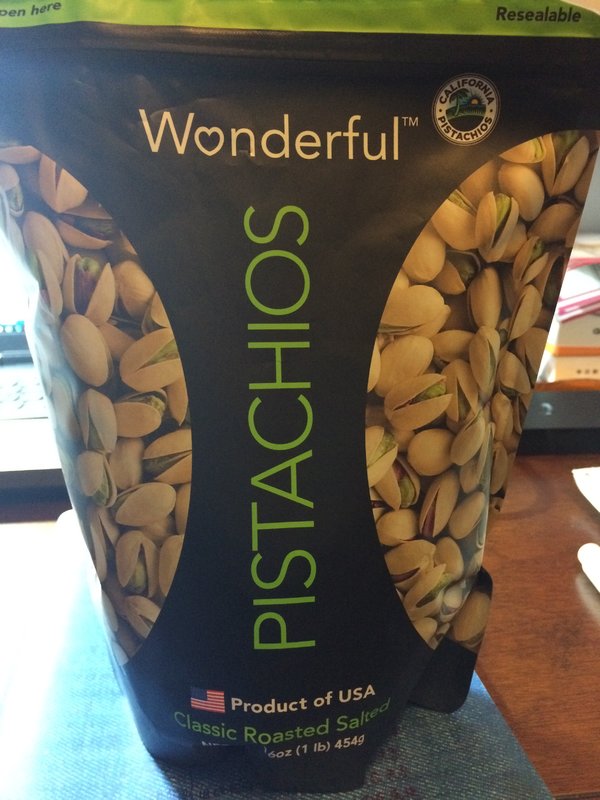 pen here
Resealable
Wonderful™
CALIFORNIA
PISTACHIOS
PISTACHIOS
Product of USA
Classic Roasted Salted
6oz (1 lb) 454g